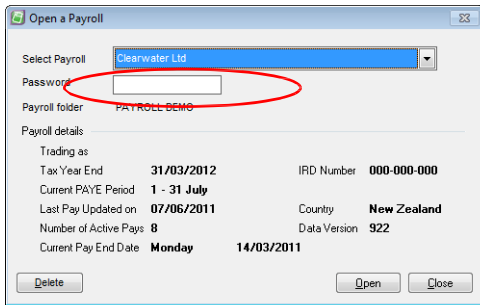 Open a Payroll
Select Payroll Clearwater Ltd
Password
Payroll folder PAYROLL DEMO
Payroll details
Trading as
Tax Year End 31/03/2012 IRD Number 000-000-000
Current PAYE Period 1 - 31 July
Last Pay Updated on 07/06/2011 Country New Zealand
Number of Active Pays 8 Data Version 922
Current Pay End Date Monday 14/03/2011
Delete Open Close